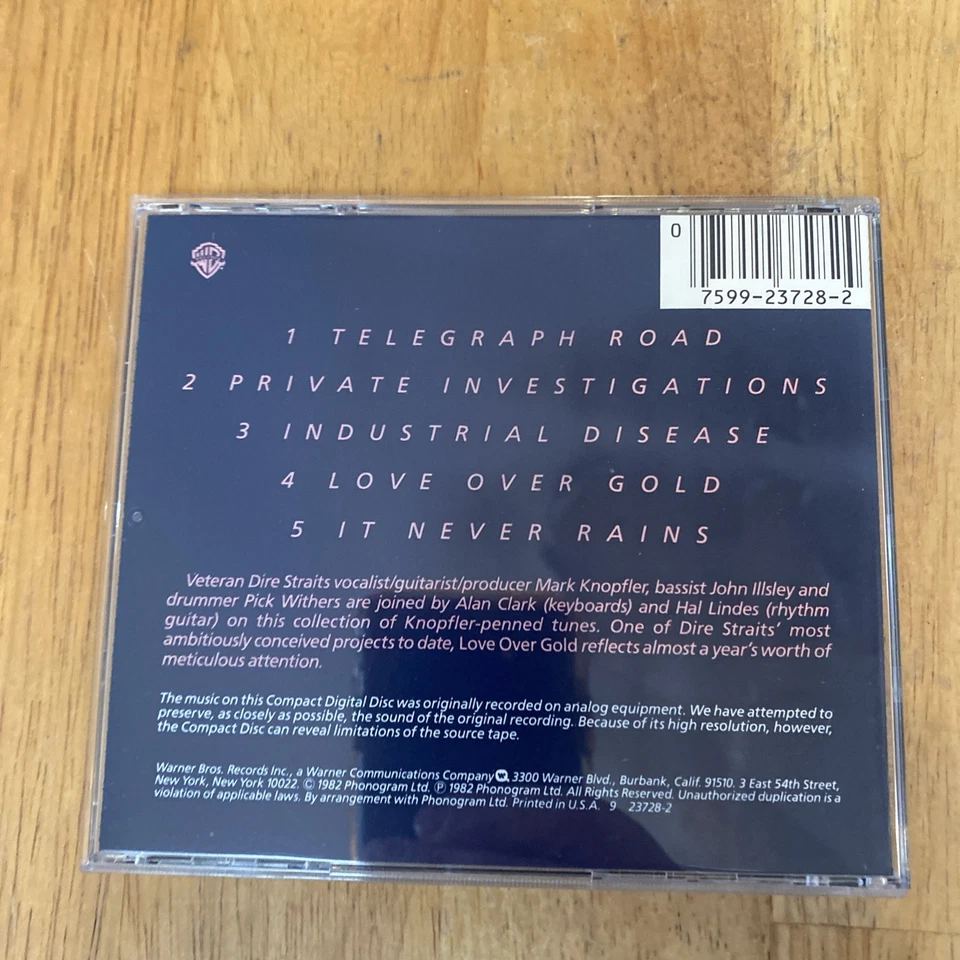 0
7599-23728-2
1 TELEGRAPH ROAD
2 PRIVATE INVESTIGATIONS
3 INDUSTRIAL DISEASE
4 LOVE OVER GOLD
5 IT NEVER RAINS
Veteran Dire Straits vocalist/guitarist/producer Mark Knopfler, bassist John Illsley and
drummer Pick Withers are joined by Alan Clark (keyboards) and Hal Lindes (rhythm
guitar) on this collection of Knopfler-penned tunes. One of Dire Straits' most
ambitiously conceived projects to date, Love Over Gold reflects almost a year's worth of
meticulous attention.
The music on this Compact Digital Disc was originally recorded on analog equipment. We have attempted to
preserve, as closely as possible, the sound of the original recording. Because of its high resolution, however,
the Compact Disc can reveal limitations of the source tape.
Warner Bros. Records Inc., a Warner Communications Company 3300 Warner Blvd., Burbank, Calif. 91510. 3 East 54th Street,
New York, New York 10022. © 1982 Phonogram Ltd. ℗ 1982 Phonogram Ltd. All Rights Reserved. Unauthorized duplication is a
violation of applicable laws. By arrangement with Phonogram Ltd. Printed in U.S.A. 9 23728-2